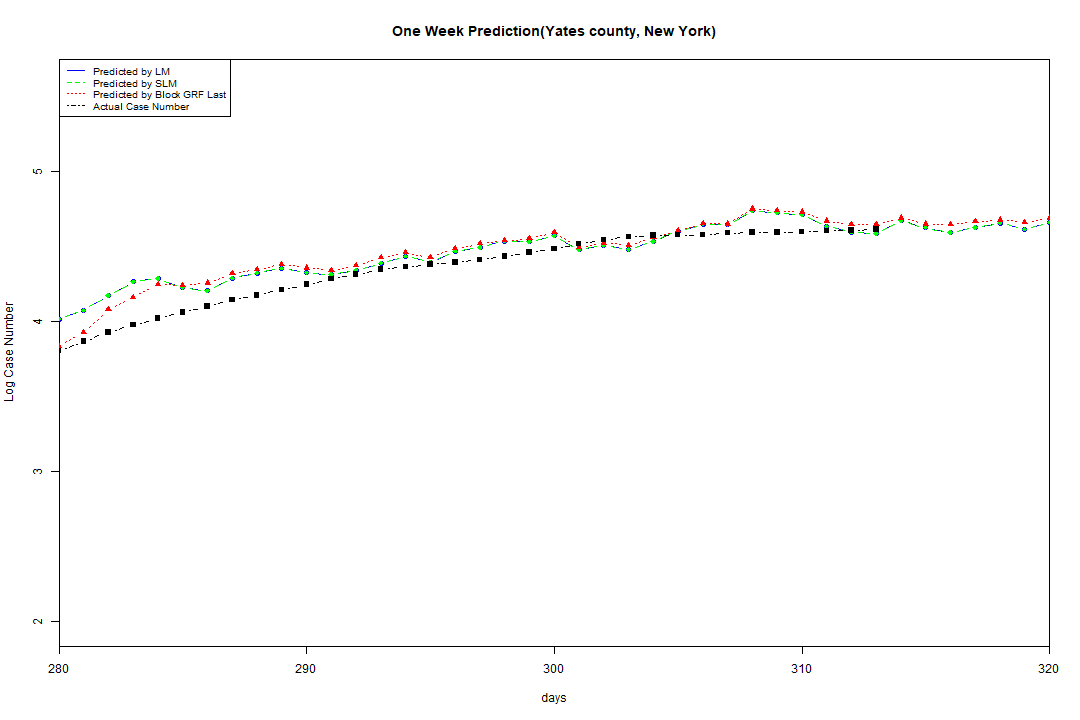 One Week Prediction(Yates county, New York)
Predicted by LM
Predicted by SLM
Predicted by Block GRF Last
Actual Case Number
5
4
3
2
Log Case Number
280 290 300 310 320
days